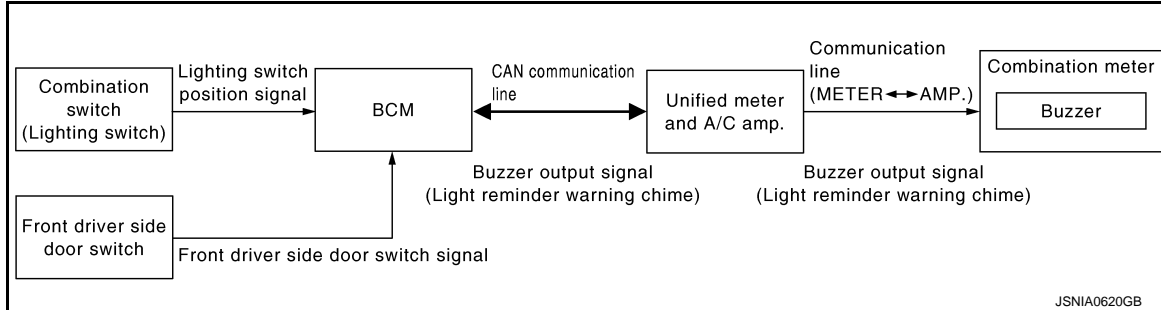 Combination
switch
(Lighting switch)
Lighting switch
position signal
BCM
CAN communication
line
Unified meter
and A/C amp.
Communication
line
(METER ↔ AMP.)
Combination meter
Buzzer
Buzzer output signal
(Light reminder warning chime)
Buzzer output signal
(Light reminder warning chime)
Front driver side
door switch
Front driver side door switch signal
JSNIA0620GB